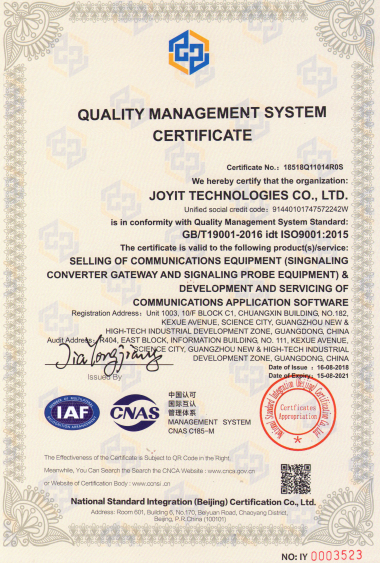 QUALITY MANAGEMENT SYSTEM
CERTIFICATE
Certificate No.: 18518Q11014R0S
We hereby certify that the organization:
JOYIT TECHNOLOGIES CO., LTD.
Unified social credit code: 91440101747572242W
is in conformity with Quality Management System Standard:
GB/T19001-2016 idt ISO9001:2015
The certificate is valid to the following product(s)/service:
SELLING OF COMMUNICATIONS EQUIPMENT (SINGNALING
CONVERTER GATEWAY AND SIGNALING PROBE EQUIPMENT) &
DEVELOPMENT AND SERVICING OF
COMMUNICATIONS APPLICATION SOFTWARE
Registration Address: Unit 1003, 10/F BLOCK C1, CHUANGXIN BUILDING, NO.182,
KEXUE AVENUE, SCIENCE CITY, GUANGZHOU NEW &
HIGH-TECH INDUSTRIAL DEVELOPMENT ZONE, GUANGDONG, CHINA
Audit Address: R404, EAST BLOCK, INFORMATION BUILDING, NO. 111, KEXUE AVENUE,
SCIENCE CITY, GUANGZHOU NEW & HIGH-TECH INDUSTRIAL
DEVELOPMENT ZONE, GUANGDONG, CHINA
Date of Issue : 16-08-2018
Date of Expiry : 15-08-2021
Issued By
IAF
CNAS
中国认可
国际互认
管理体系
MANAGEMENT SYSTEM
CNAS C185-M
National Standard Integration (Beijing) Certification Co., Ltd
Certificates
Appropriation
The Effectiveness of the Certificate is Subject to QR Code in the Right,
Meanwhile, You Can Search the Search the CNCA Website : www.cnca.gov.cn
or Website of Certification Body : www.cnsi.cn
National Standard Integration (Beijing) Certification Co., Ltd.
Address: Room 601, Building 6, No.170, Beiyuan Road, Chaoyang District,
Beijing, P.R.China (100101)
NO: IY 0003523